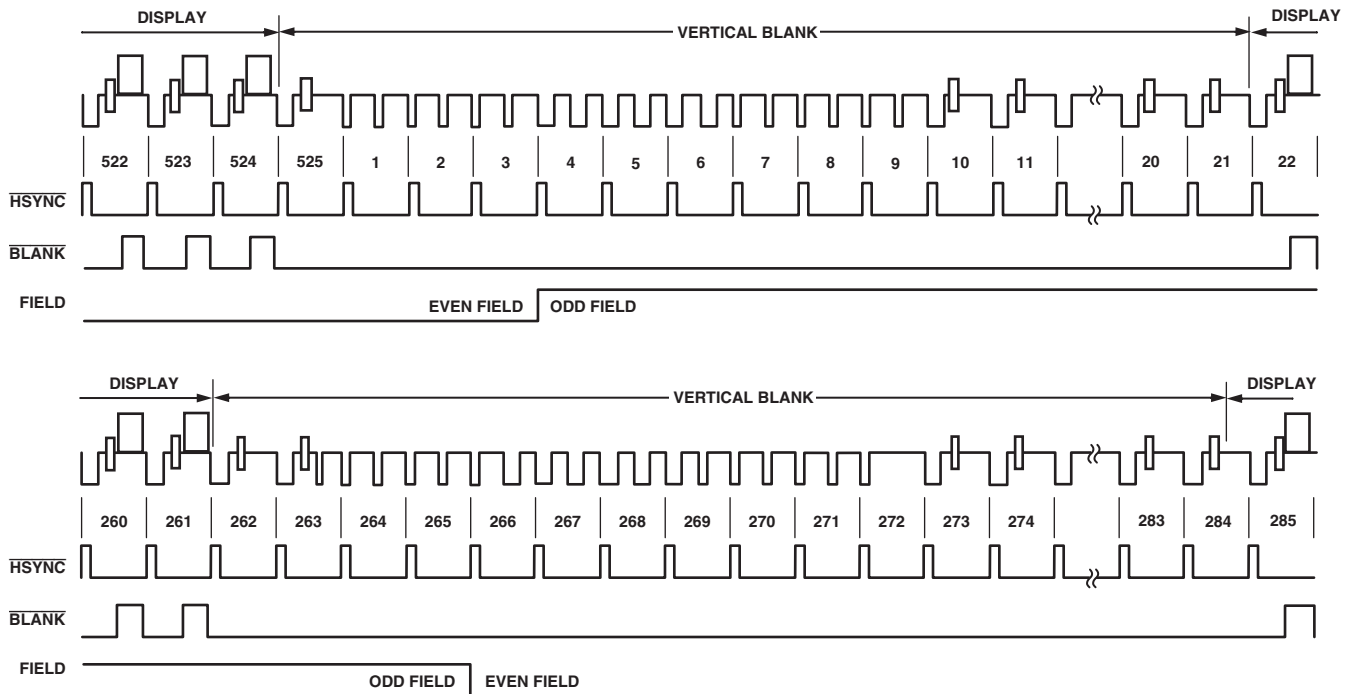 DISPLAY VERTICAL BLANK DISPLAY
522 523 524 525 1 2 3 4 5 6 7 8 9 10 11 20 21 22
HSYNC
BLANK
FIELD EVEN FIELD ODD FIELD
DISPLAY VERTICAL BLANK DISPLAY
260 261 262 263 264 265 266 267 268 269 270 271 272 273 274 283 284 285
HSYNC
BLANK
FIELD ODD FIELD EVEN FIELD